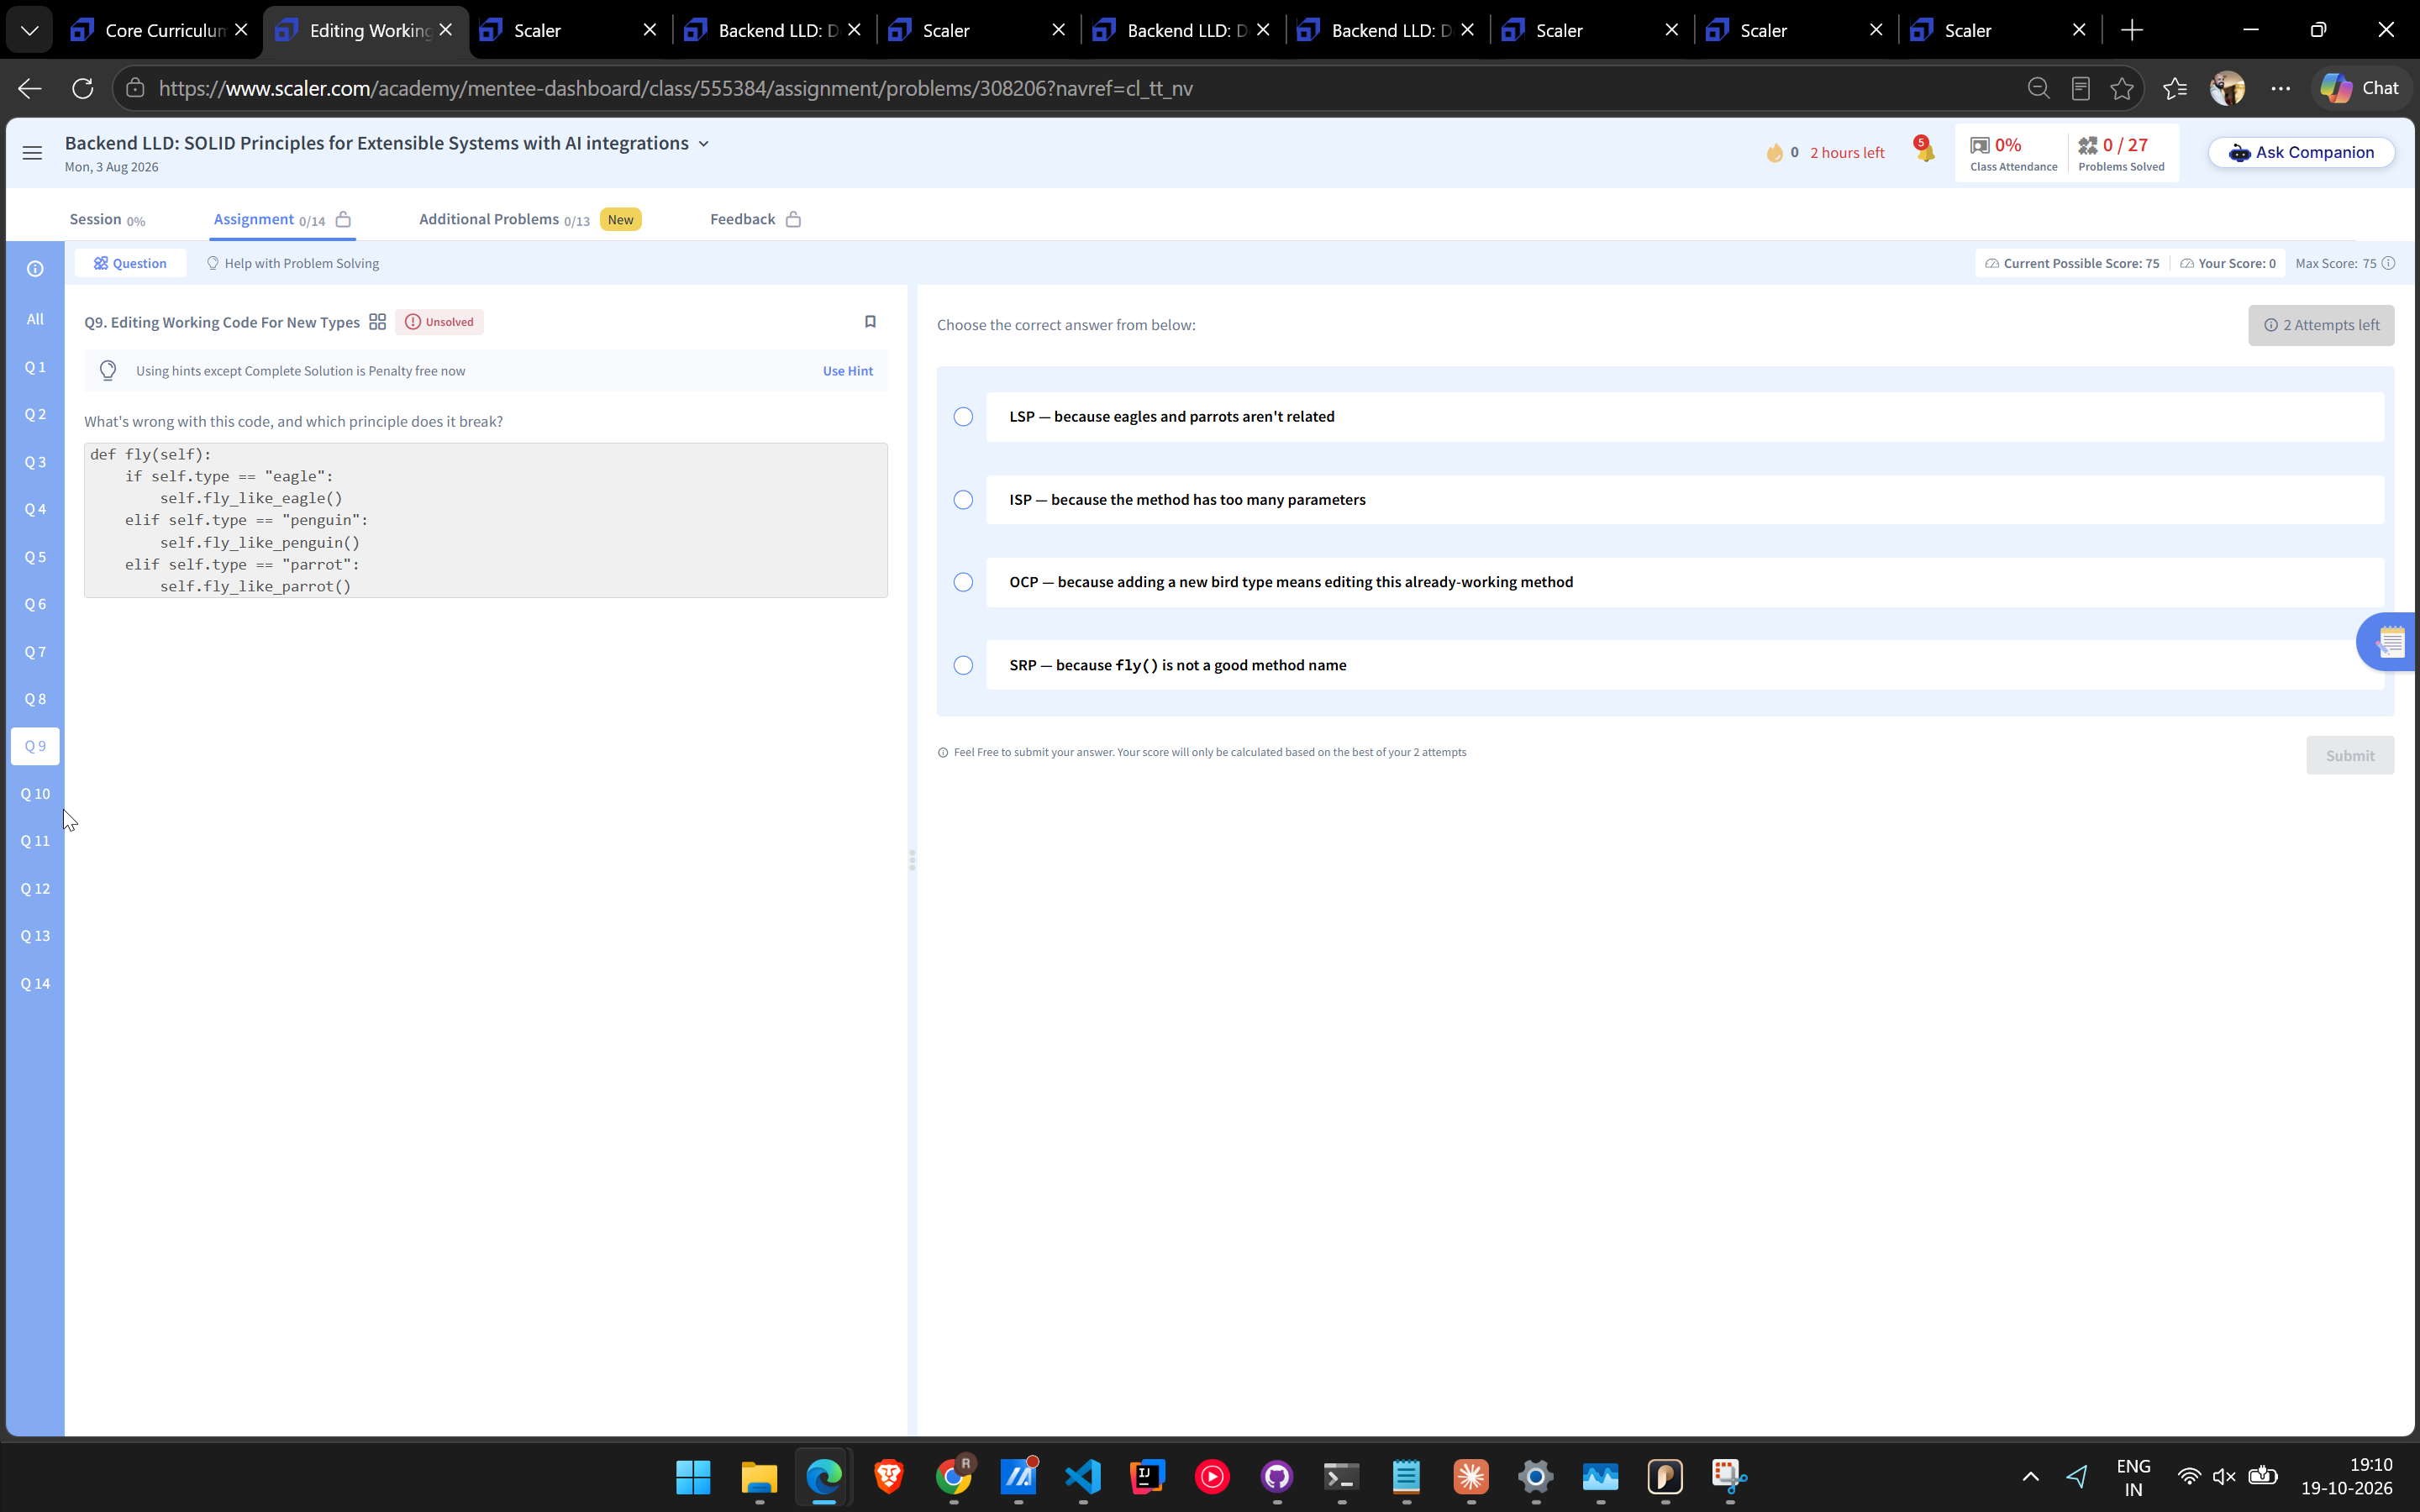 Core Curriculum
Editing Working
Scaler
Backend LLD: D
Scaler
Backend LLD: D
Backend LLD: D
Scaler
Scaler
Scaler
https://www.scaler.com/academy/mentee-dashboard/class/555384/assignment/problems/308206?navref=cl_tt_nv
Chat
Backend LLD: SOLID Principles for Extensible Systems with AI integrations
Mon, 3 Aug 2026
0
2 hours left
5
0%
Class Attendance
0 / 27
Problems Solved
Ask Companion
Session 0%
Assignment 0/14
Additional Problems 0/13 New
Feedback
Question
Help with Problem Solving
Current Possible Score: 75
Your Score: 0
Max Score: 75
All
Q 1
Q 2
Q 3
Q 4
Q 5
Q 6
Q 7
Q 8
Q 9
Q 10
Q 11
Q 12
Q 13
Q 14
Q9. Editing Working Code For New Types
Unsolved
Using hints except Complete Solution is Penalty free now
Use Hint
What's wrong with this code, and which principle does it break?
def fly(self):
    if self.type == "eagle":
        self.fly_like_eagle()
    elif self.type == "penguin":
        self.fly_like_penguin()
    elif self.type == "parrot":
        self.fly_like_parrot()
Choose the correct answer from below:
2 Attempts left
LSP — because eagles and parrots aren't related
ISP — because the method has too many parameters
OCP — because adding a new bird type means editing this already-working method
SRP — because fly() is not a good method name
Feel Free to submit your answer. Your score will only be calculated based on the best of your 2 attempts
Submit
R
IJ
ENG
IN
19:10
19-10-2026